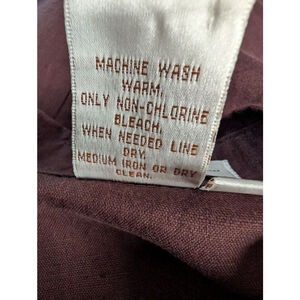 MACHINE WASH
WARM,
ONLY NON-CHLORINE
BLEACH,
WHEN NEEDED LINE
DRY.
MEDIUM IRON OR DRY
CLEAN.